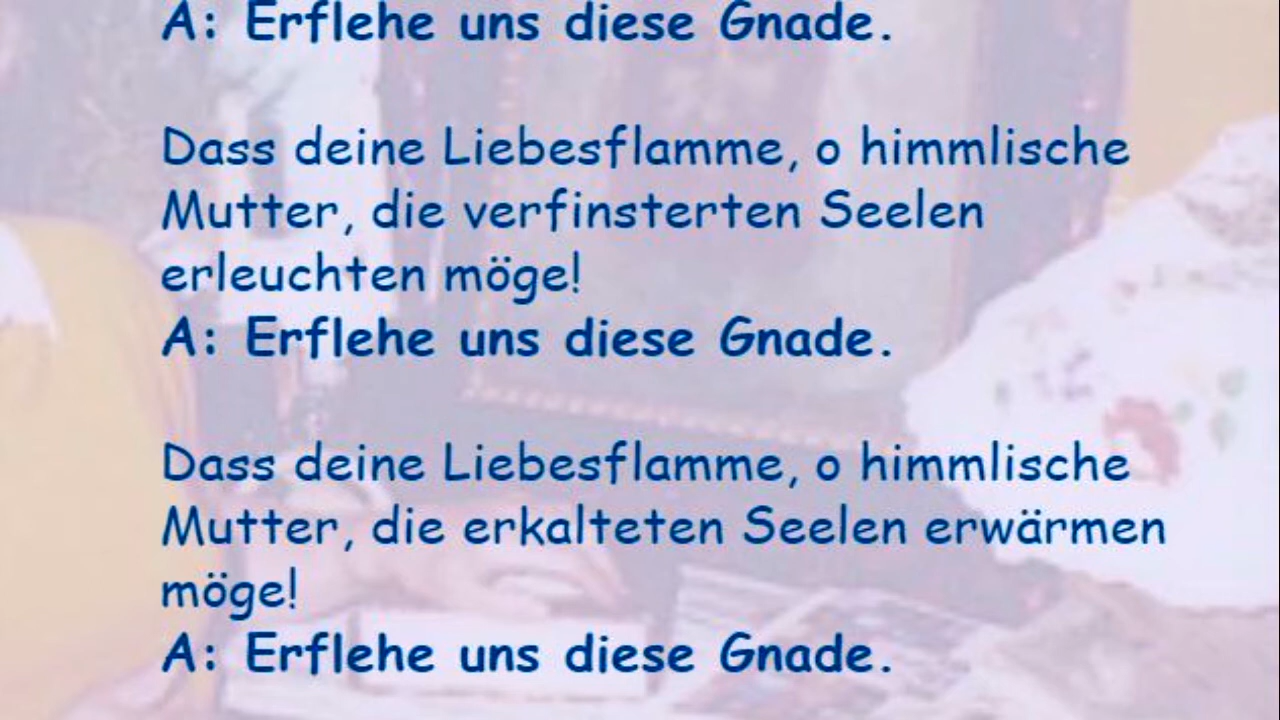 A: Erflehe uns diese Gnade.
Dass deine Liebesflamme, o himmlische
Mutter, die verfinsterten Seelen
erleuchten möge!
A: Erflehe uns diese Gnade.
Dass deine Liebesflamme, o himmlische
Mutter, die erkalteten Seelen erwärmen
möge!
A: Erflehe uns diese Gnade.